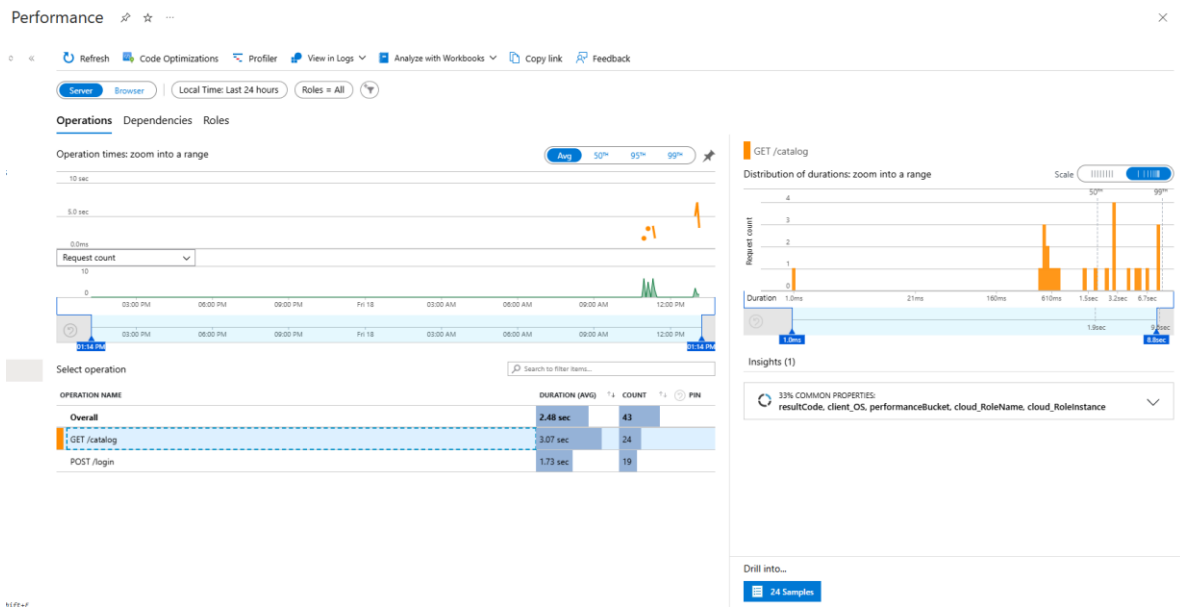 Performance
Refresh Code Optimizations Profiler View in Logs Analyze with Workbooks Copy link Feedback
Server Browser Local Time: Last 24 hours Roles = All
Operations Dependencies Roles
Operation times: zoom into a range
Avg 50TH 95TH 99TH
10 sec
5.0 sec
0.0ms
Request count
10
0
03:00 PM 06:00 PM 09:00 PM Fri 18 03:00 AM 06:00 AM 09:00 AM 12:00 PM
03:00 PM 06:00 PM 09:00 PM Fri 18 03:00 AM 06:00 AM 09:00 AM 12:00 PM
01:14 PM 01:14 PM
Select operation
Search to filter items...
OPERATION NAME DURATION (AVG) COUNT PIN
Overall 2.48 sec 43
GET /catalog 3.07 sec 24
POST /login 1.73 sec 19
GET /catalog
Distribution of durations: zoom into a range
Scale
50TH 99TH
Request count
4
3
2
1
0
Duration 1.0ms 21ms 160ms 610ms 1.5sec 3.2sec 6.7sec
1.9sec
1.0ms 8.8sec
Insights (1)
33% COMMON PROPERTIES:
resultCode, client_OS, performanceBucket, cloud_RoleName, cloud_RoleInstance
Drill into...
24 Samples